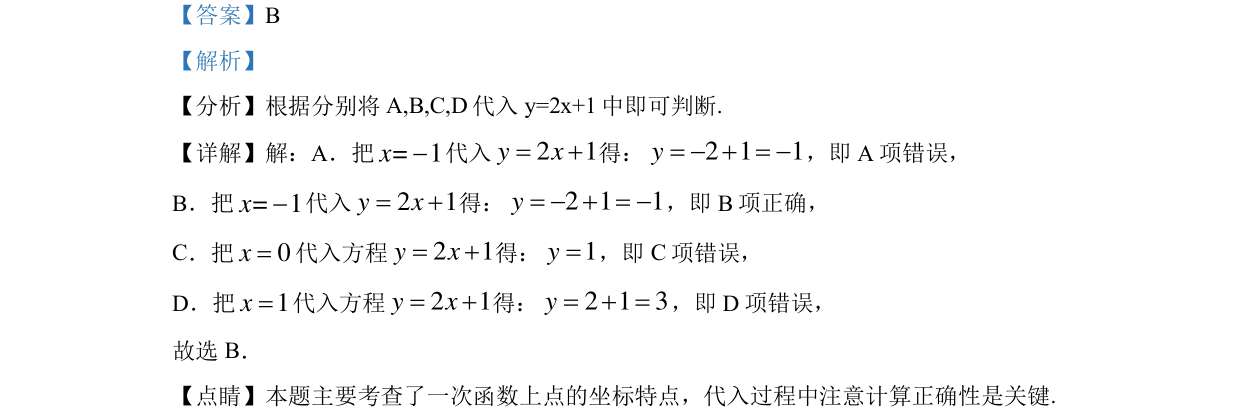 【答案】B
【解析】
【分析】根据分别将 A,B,C,D 代入 y=2x+1 中即可判断.
【详解】解：A．把 x= −1代入 y = 2x +1得： y = −2+1= −1，即 A 项错误，
B．把 x= −1代入 y = 2x +1得： y = −2+1= −1，即 B 项正确，
C．把 x = 0 代入方程 y = 2x +1得： y =1，即 C 项错误，
D．把 x =1代入方程 y = 2x +1得： y = 2+1= 3，即 D 项错误，
故选 B．
【点睛】本题主要考查了一次函数上点的坐标特点，代入过程中注意计算正确性是关键.